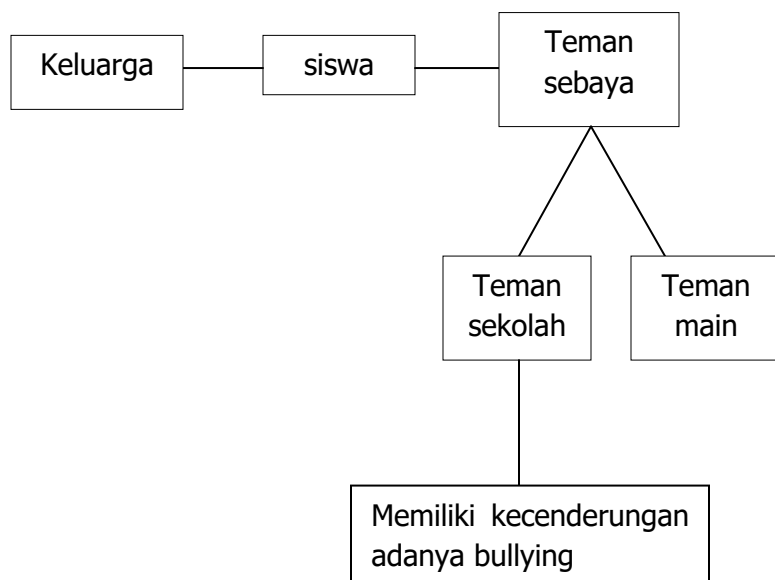 Keluarga
siswa
Teman
sebaya
Teman
sekolah
Teman
main
Memiliki kecenderungan
adanya bullying